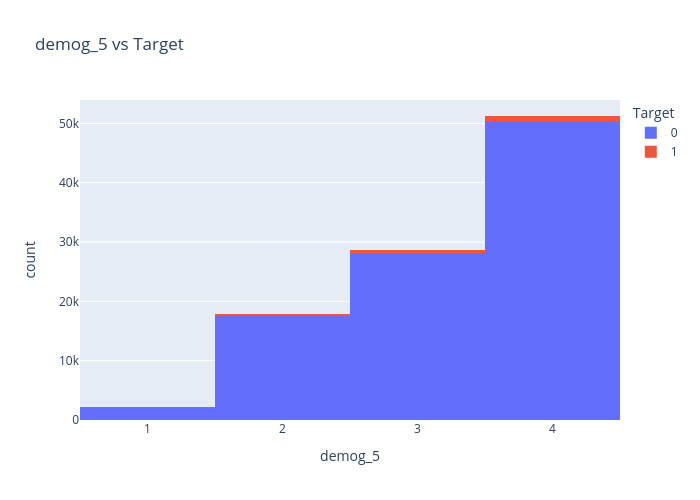 demog_5 vs Target
Target
0
1
50k
40k
30k
20k
10k
0
count
1
2
3
4
demog_5